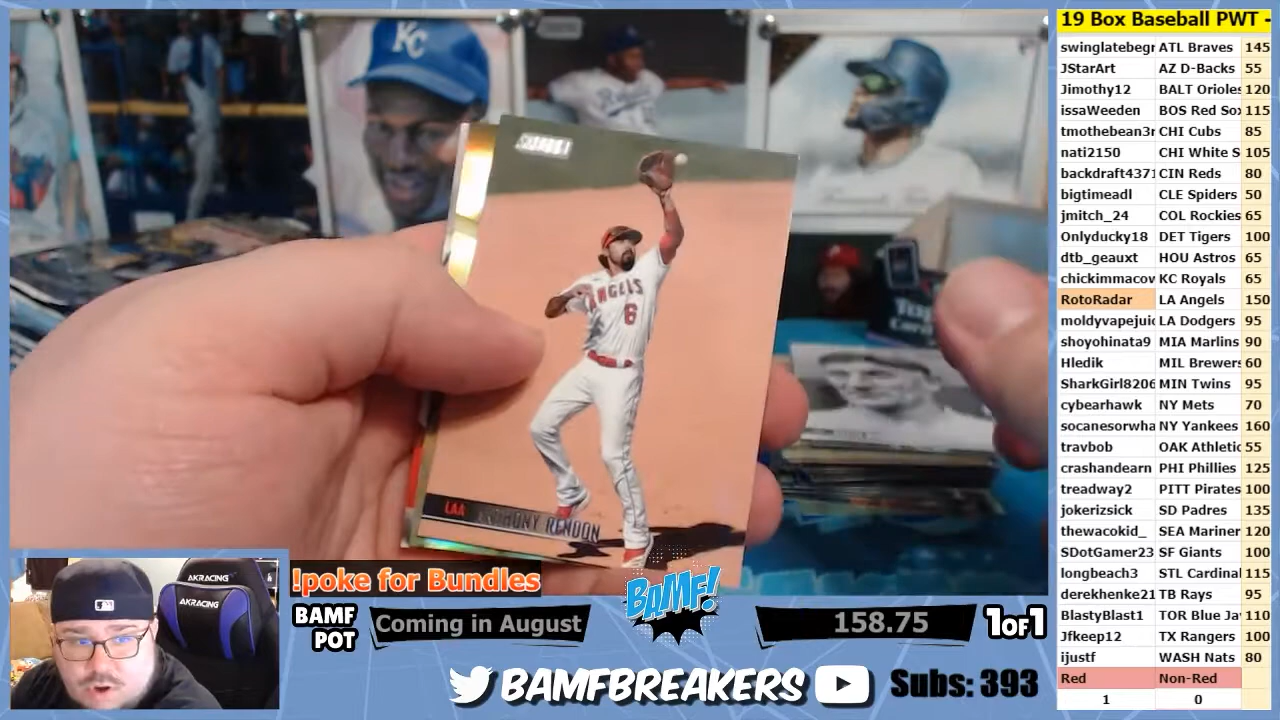 19 Box Baseball PWT -
swinglatebegr ATL Braves 145
JStarArt AZ D-Backs 55
Jimothy12 BALT Orioles 120
issaWeeden BOS Red Sox 115
tmothebean3r CHI Cubs 85
nati2150 CHI White S 105
backdraft4371 CIN Reds 80
bigtimeadl CLE Spiders 50
jmitch_24 COL Rockies 65
Onlyducky18 DET Tigers 100
dtb_geauxt HOU Astros 65
chickimmacov KC Royals 65
RotoRadar LA Angels 150
moldyvapejuic LA Dodgers 95
shoyohinata9 MIA Marlins 90
Hledik MIL Brewers 60
SharkGirl8206 MIN Twins 95
cybearhawk NY Mets 70
socanesorwha NY Yankees 160
travbob OAK Athletic 55
crashandearn PHI Phillies 125
treadway2 PITT Pirates 100
jokerizsick SD Padres 135
thewacokid_ SEA Mariner 120
SDotGamer23 SF Giants 100
longbeach3 STL Cardinal 115
derekhenke21 TB Rays 95
BlastyBlast1 TOR Blue Ja 110
Jfkeep12 TX Rangers 100
ijustf WASH Nats 80
Red Non-Red
1 0
KC
ANGELS
6
LAA ANTHONY RENDON
AKRACING
AKRACING
!poke for Bundles
BAMF POT
Coming in August
BAMF!
158.75
1OF1
BAMFBREAKERS
Subs: 393